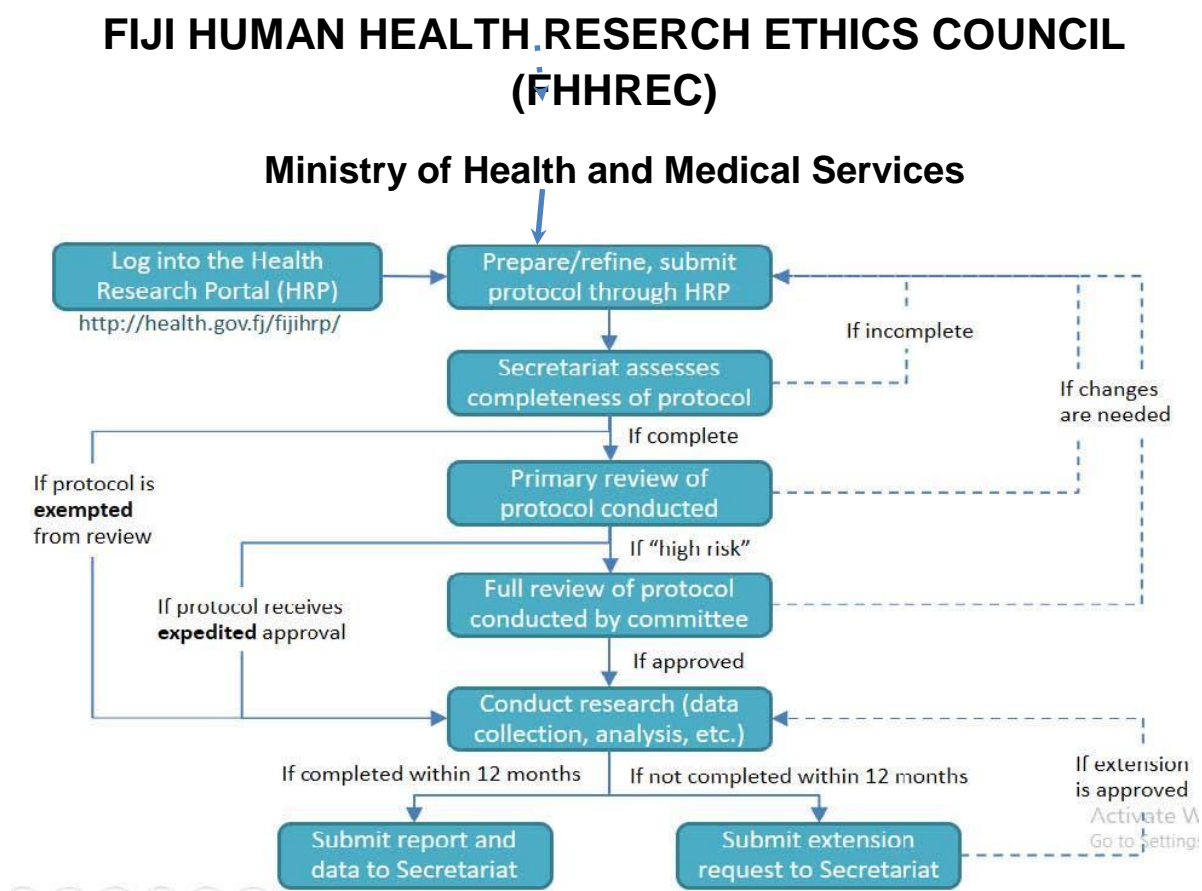 FIJI HUMAN HEALTH RESERCH ETHICS COUNCIL
(FHHREC)
Ministry of Health and Medical Services
Log into the Health
Research Portal (HRP)
http://health.gov.fj/fijihrp/
Prepare/refine, submit
protocol through HRP
If incomplete
Secretariat assesses
completeness of protocol
If changes
are needed
If complete
If protocol is
exempted
from review
Primary review of
protocol conducted
If "high risk"
If protocol receives
expedited approval
Full review of protocol
conducted by committee
If approved
Conduct research (data
collection, analysis, etc.)
If completed within 12 months
If not completed within 12 months
If extension
is approved
Activate W
Go to Settings
Submit report and
data to Secretariat
Submit extension
request to Secretariat